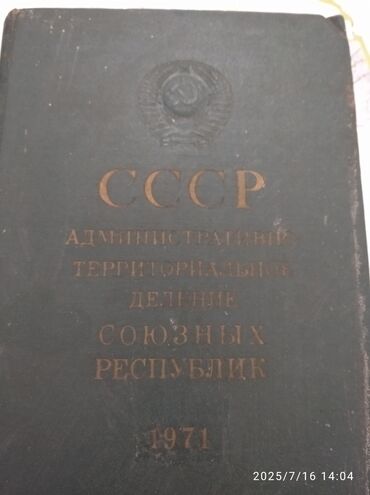 СССР
АДМИНИСТРАТИВНО-
ТЕРРИТОРИАЛЬНОЕ
ДЕЛЕНИЕ
СОЮЗНЫХ
РЕСПУБЛИК
1971
2025/7/16 14:04